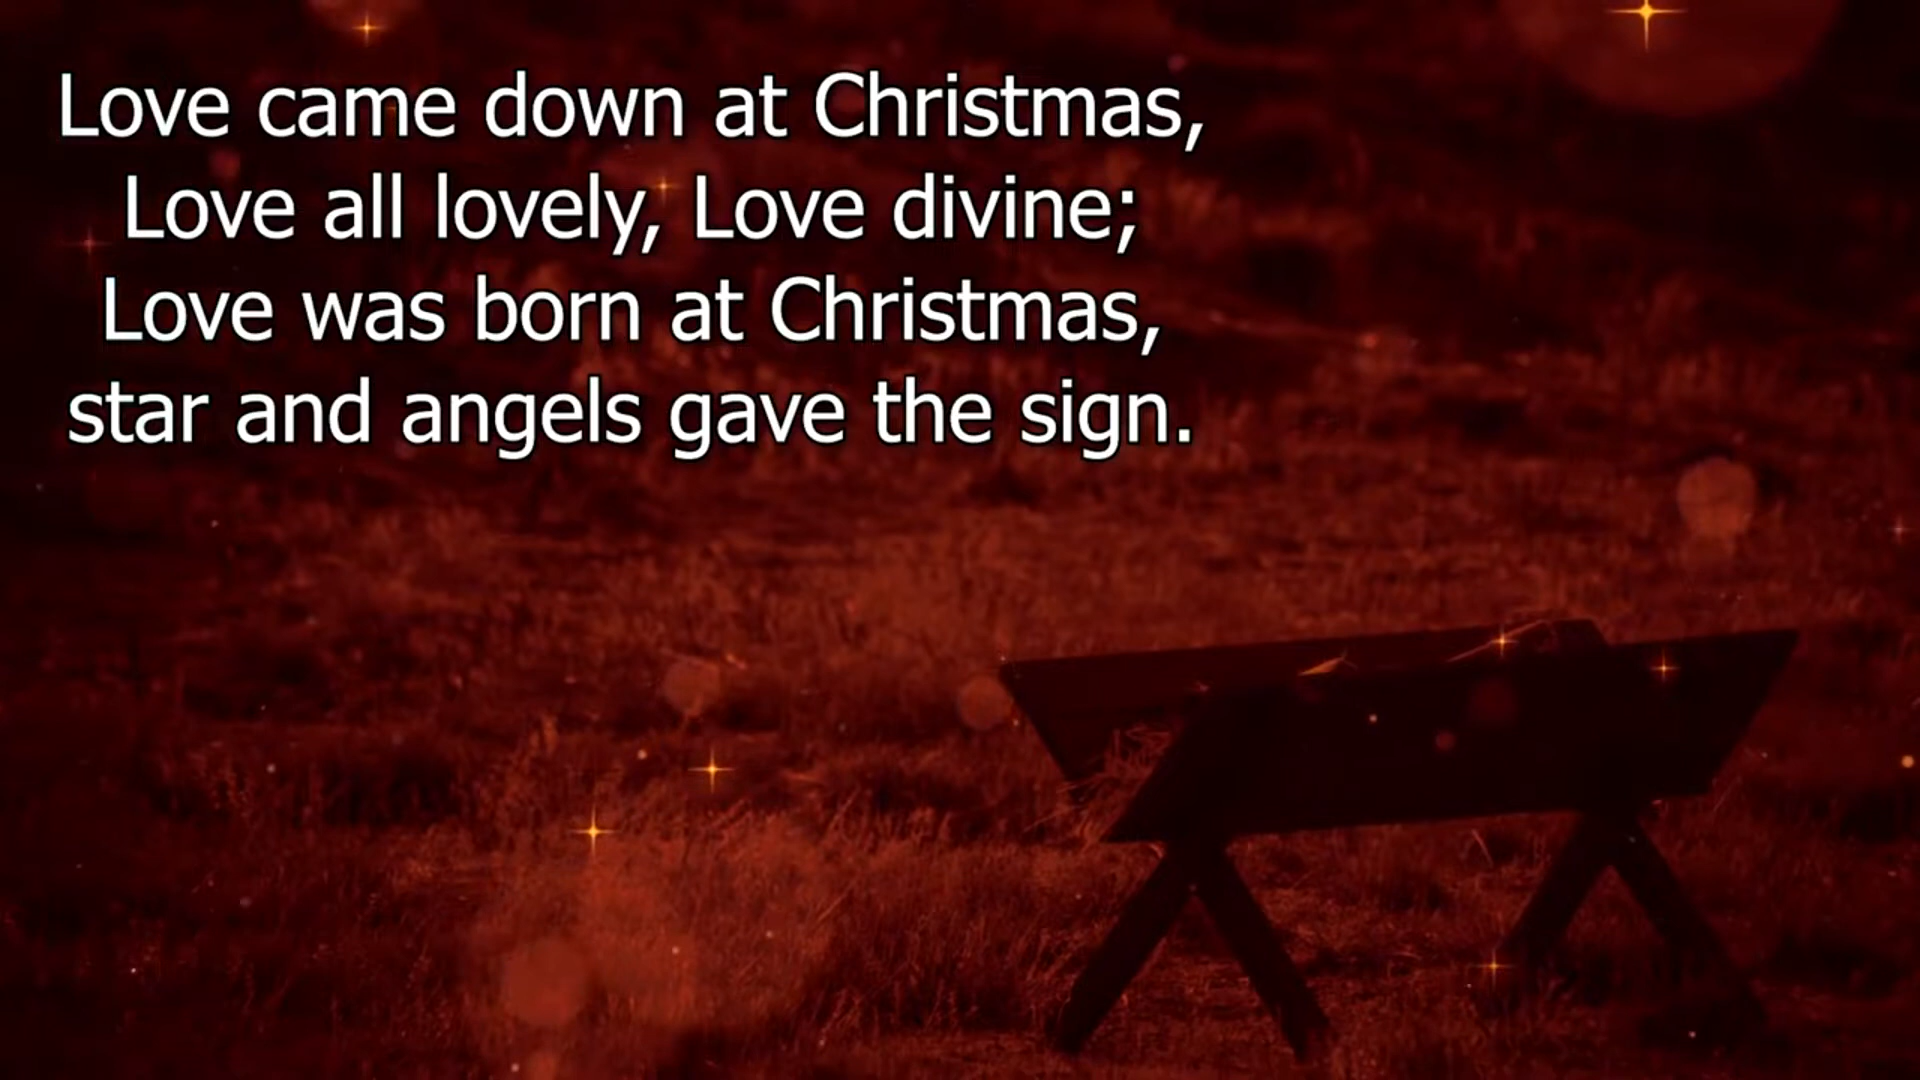 Love came down at Christmas,
Love all lovely, Love divine;
Love was born at Christmas,
star and angels gave the sign.